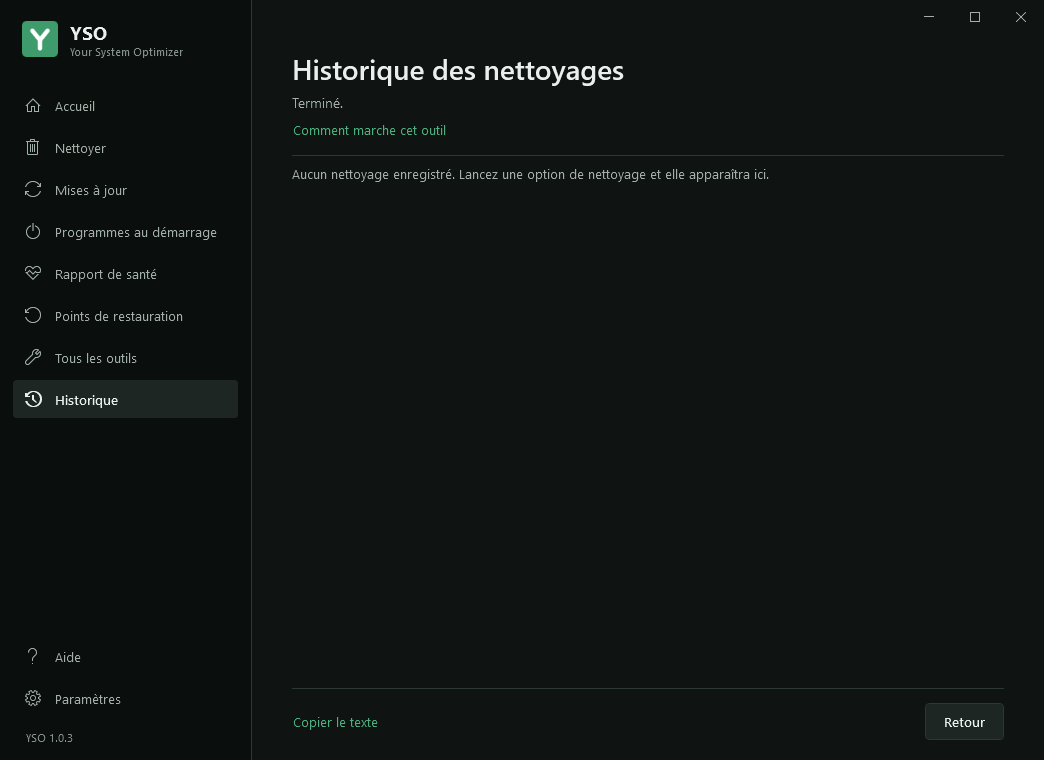 Y
YSO
Your System Optimizer
Accueil
Nettoyer
Mises à jour
Programmes au démarrage
Rapport de santé
Points de restauration
Tous les outils
Historique
Aide
Paramètres
YSO 1.0.3
Historique des nettoyages
Terminé.
Comment marche cet outil
Aucun nettoyage enregistré. Lancez une option de nettoyage et elle apparaîtra ici.
Copier le texte
Retour